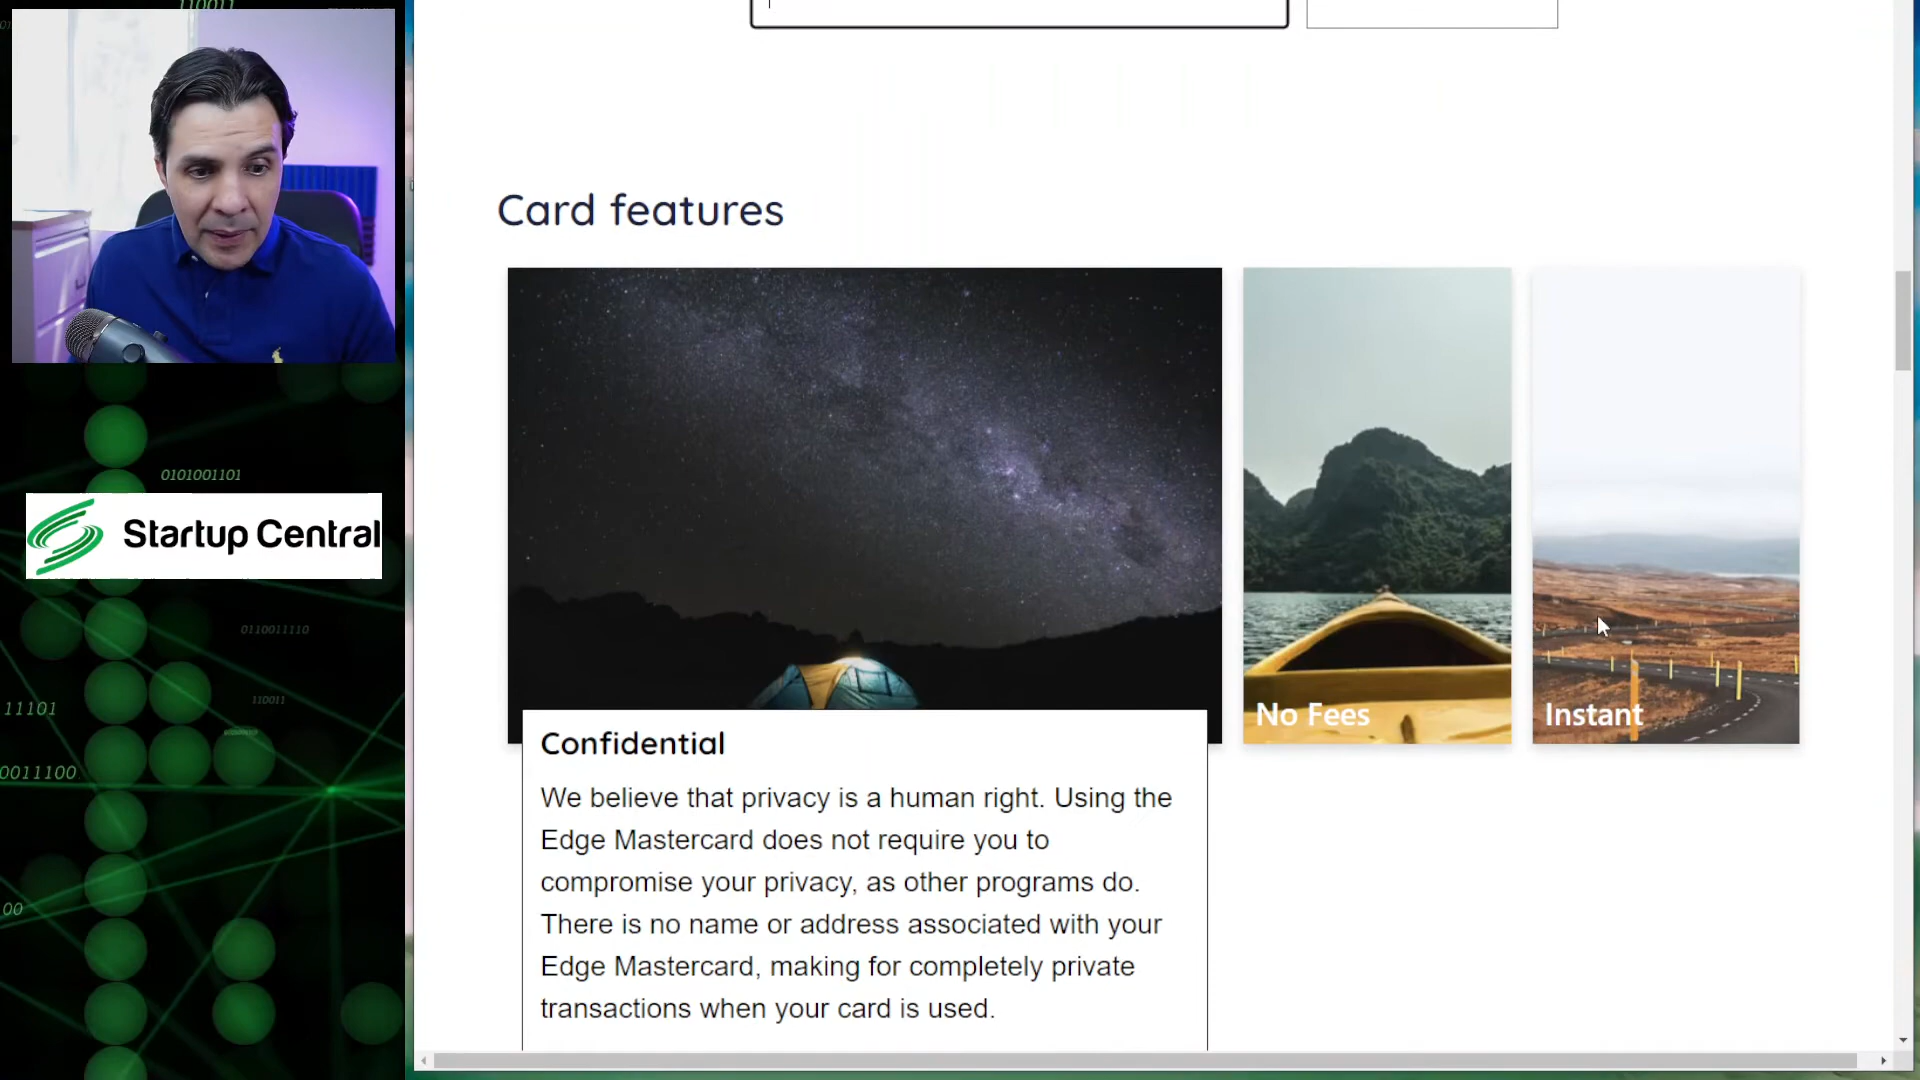 110011
0101001101
Startup Central
0110011110
110011
11101
0011100
00
Card features
No Fees
Instant
Confidential
We believe that privacy is a human right. Using the
Edge Mastercard does not require you to
compromise your privacy, as other programs do.
There is no name or address associated with your
Edge Mastercard, making for completely private
transactions when your card is used.